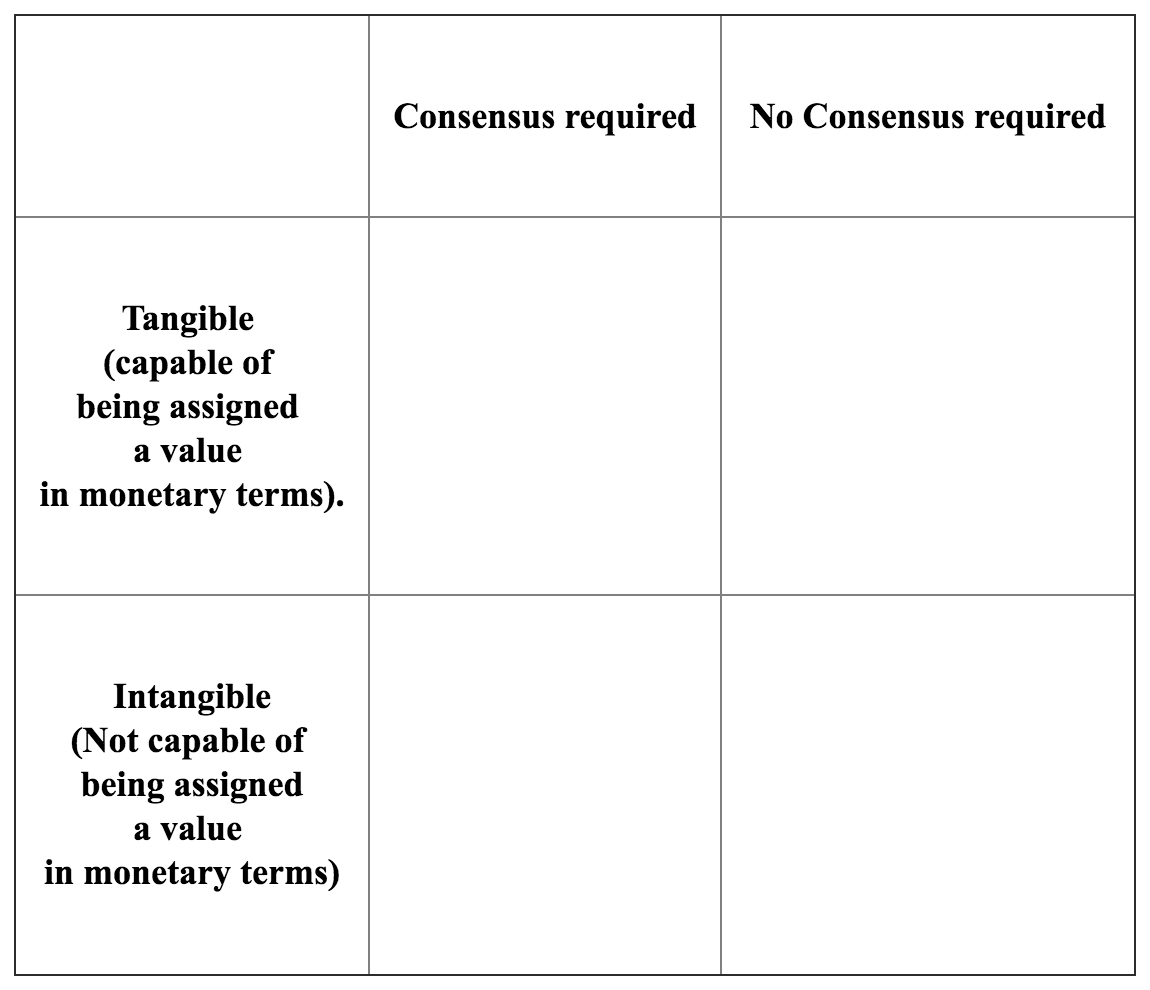 Consensus required
No Consensus required
Tangible
(capable of
being assigned
a value
in monetary terms).
Intangible
(Not capable of
being assigned
a value
in monetary terms)